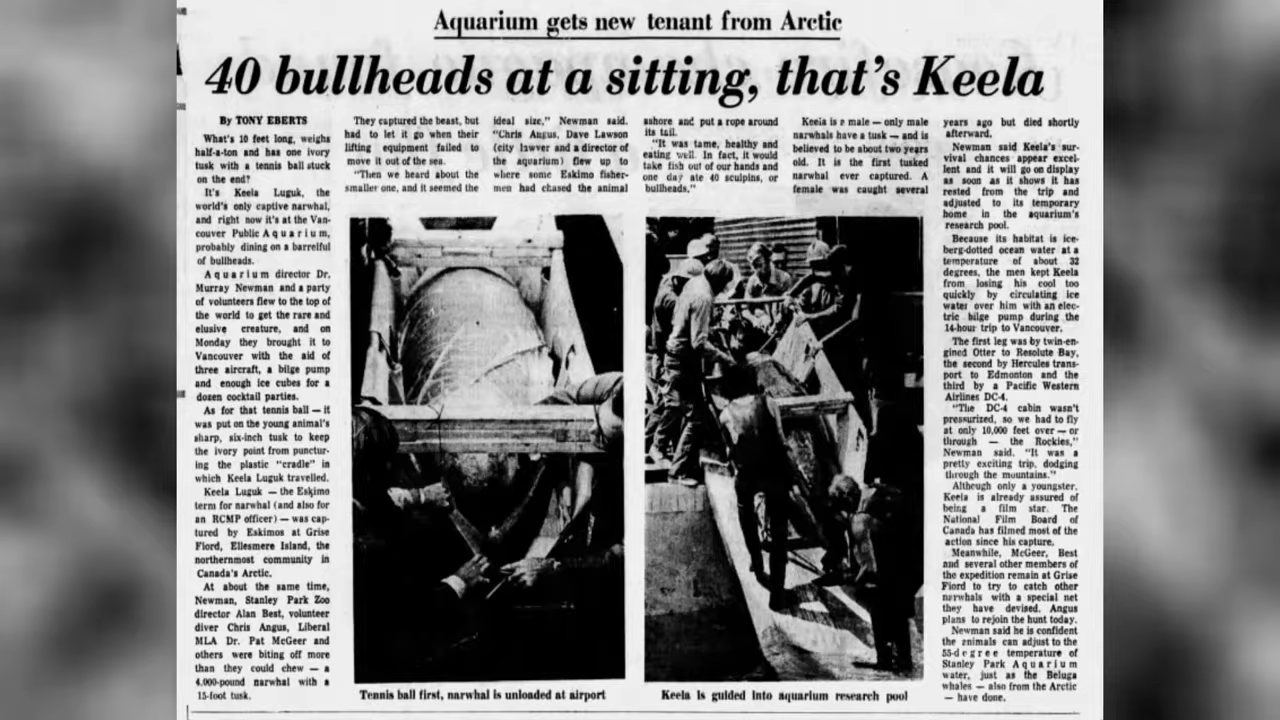 Aquarium gets new tenant from Arctic
40 bullheads at a sitting, that's Keela
By TONY EBERTS
What's 10 feet long, weighs
half-a-ton and has one ivory
tusk with a tennis ball stuck
on the end?
It's Keela Luguk, the
world's only captive narwhal,
and right now it's at the Van-
couver Public Aquarium,
probably dining on a barrelful
of bullheads.
Aquarium director Dr.
Murray Newman and a party
of volunteers flew to the top of
the world to get the rare and
elusive creature, and on
Monday they brought it to
Vancouver with the aid of
three aircraft, a bilge pump
and enough ice cubes for a
dozen cocktail parties.
As for that tennis ball — it
was put on the young animal's
sharp, six-inch tusk to keep
the ivory point from punctur-
ing the plastic "cradle" in
which Keela Luguk travelled.
Keela Luguk — the Eskimo
term for narwhal (and also for
an RCMP officer) — was cap-
tured by Eskimos at Grise
Fiord, Ellesmere Island, the
northernmost community in
Canada's Arctic.
At about the same time,
Newman, Stanley Park Zoo
director Alan Best, volunteer
diver Chris Angus, Liberal
MLA Dr. Pat McGeer and
others were biting off more
than they could chew — a
4,000-pound narwhal with a
15-foot tusk.
They captured the beast, but
had to let it go when their
lifting equipment failed to
move it out of the sea.
"Then we heard about the
smaller one, and it seemed the
ideal size," Newman said.
"Chris Angus, Dave Lawson
(city lawyer and a director of
the aquarium) flew up to
where some Eskimo fisher-
men had chased the animal
ashore and put a rope around
its tail.
"It was tame, healthy and
eating well. In fact, it would
take fish out of our hands and
one day ate 40 sculpins, or
bullheads."
Keela is a male — only male
narwhals have a tusk — and is
believed to be about two years
old. It is the first tusked
narwhal ever captured. A
female was caught several
years ago but died shortly
afterward.
Newman said Keela's sur-
vival chances appear excel-
lent and it will go on display
as soon as it shows it has
rested from the trip and
adjusted to its temporary
home in the aquarium's
research pool.
Because its habitat is ice-
berg-dotted ocean water at a
temperature of about 32
degrees, the men kept Keela
from losing his cool too
quickly by circulating ice
water over him with an elec-
tric bilge pump during the
14-hour trip to Vancouver.
The first leg was by twin-en-
gined Otter to Resolute Bay,
the second by Hercules trans-
port to Edmonton and the
third by a Pacific Western
Airlines DC-4.
"The DC-4 cabin wasn't
pressurized, so we had to fly
at only 10,000 feet over — or
through — the Rockies,"
Newman said. "It was a
pretty exciting trip, dodging
through the mountains."
Although only a youngster,
Keela is already assured of
being a film star. The
National Film Board of
Canada has filmed most of the
action since his capture.
Meanwhile, McGeer, Best
and several other members of
the expedition remain at Grise
Fiord to try to catch other
narwhals with a special net
they have devised. Angus
plans to rejoin the hunt today.
Newman said he is confident
the animals can adjust to the
55-degree temperature of
Stanley Park Aquarium
water, just as the Beluga
whales — also from the Arctic
— have done.
Tennis ball first, narwhal is unloaded at airport
Keela is guided into aquarium research pool